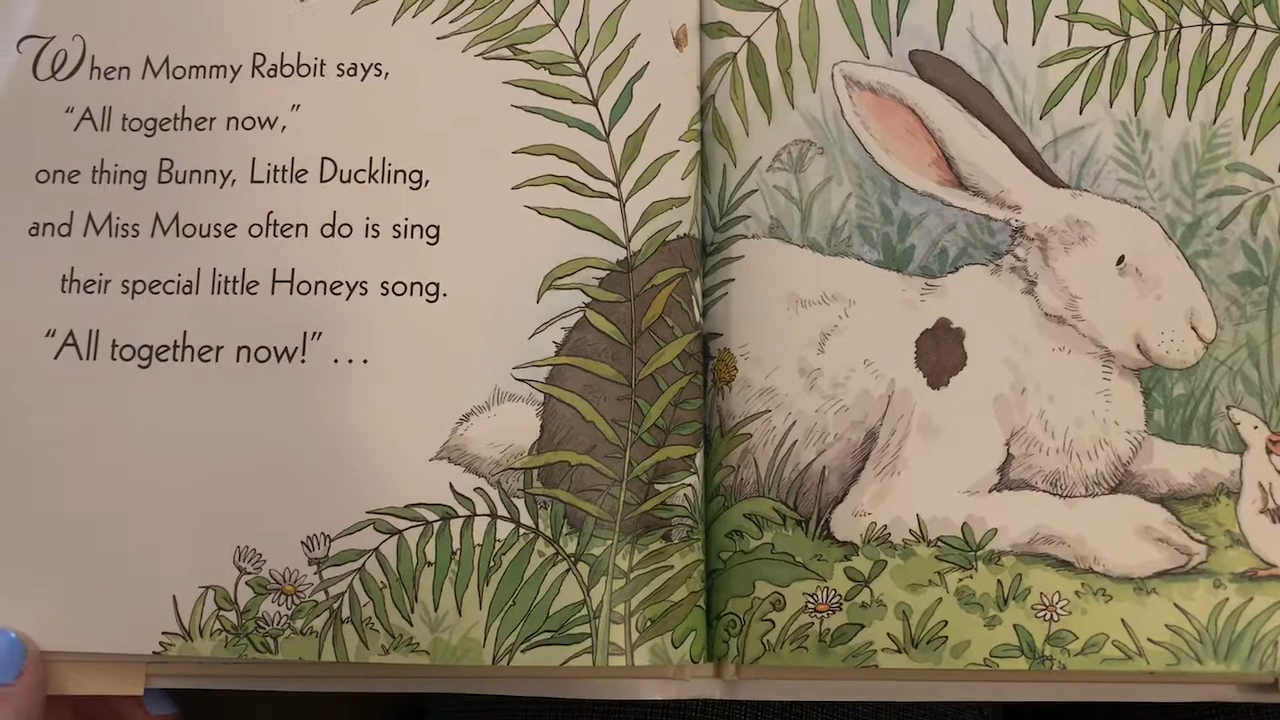 When Mommy Rabbit says,
“All together now,”
one thing Bunny, Little Duckling,
and Miss Mouse often do is sing
their special little Honeys song.
“All together now!” . . .